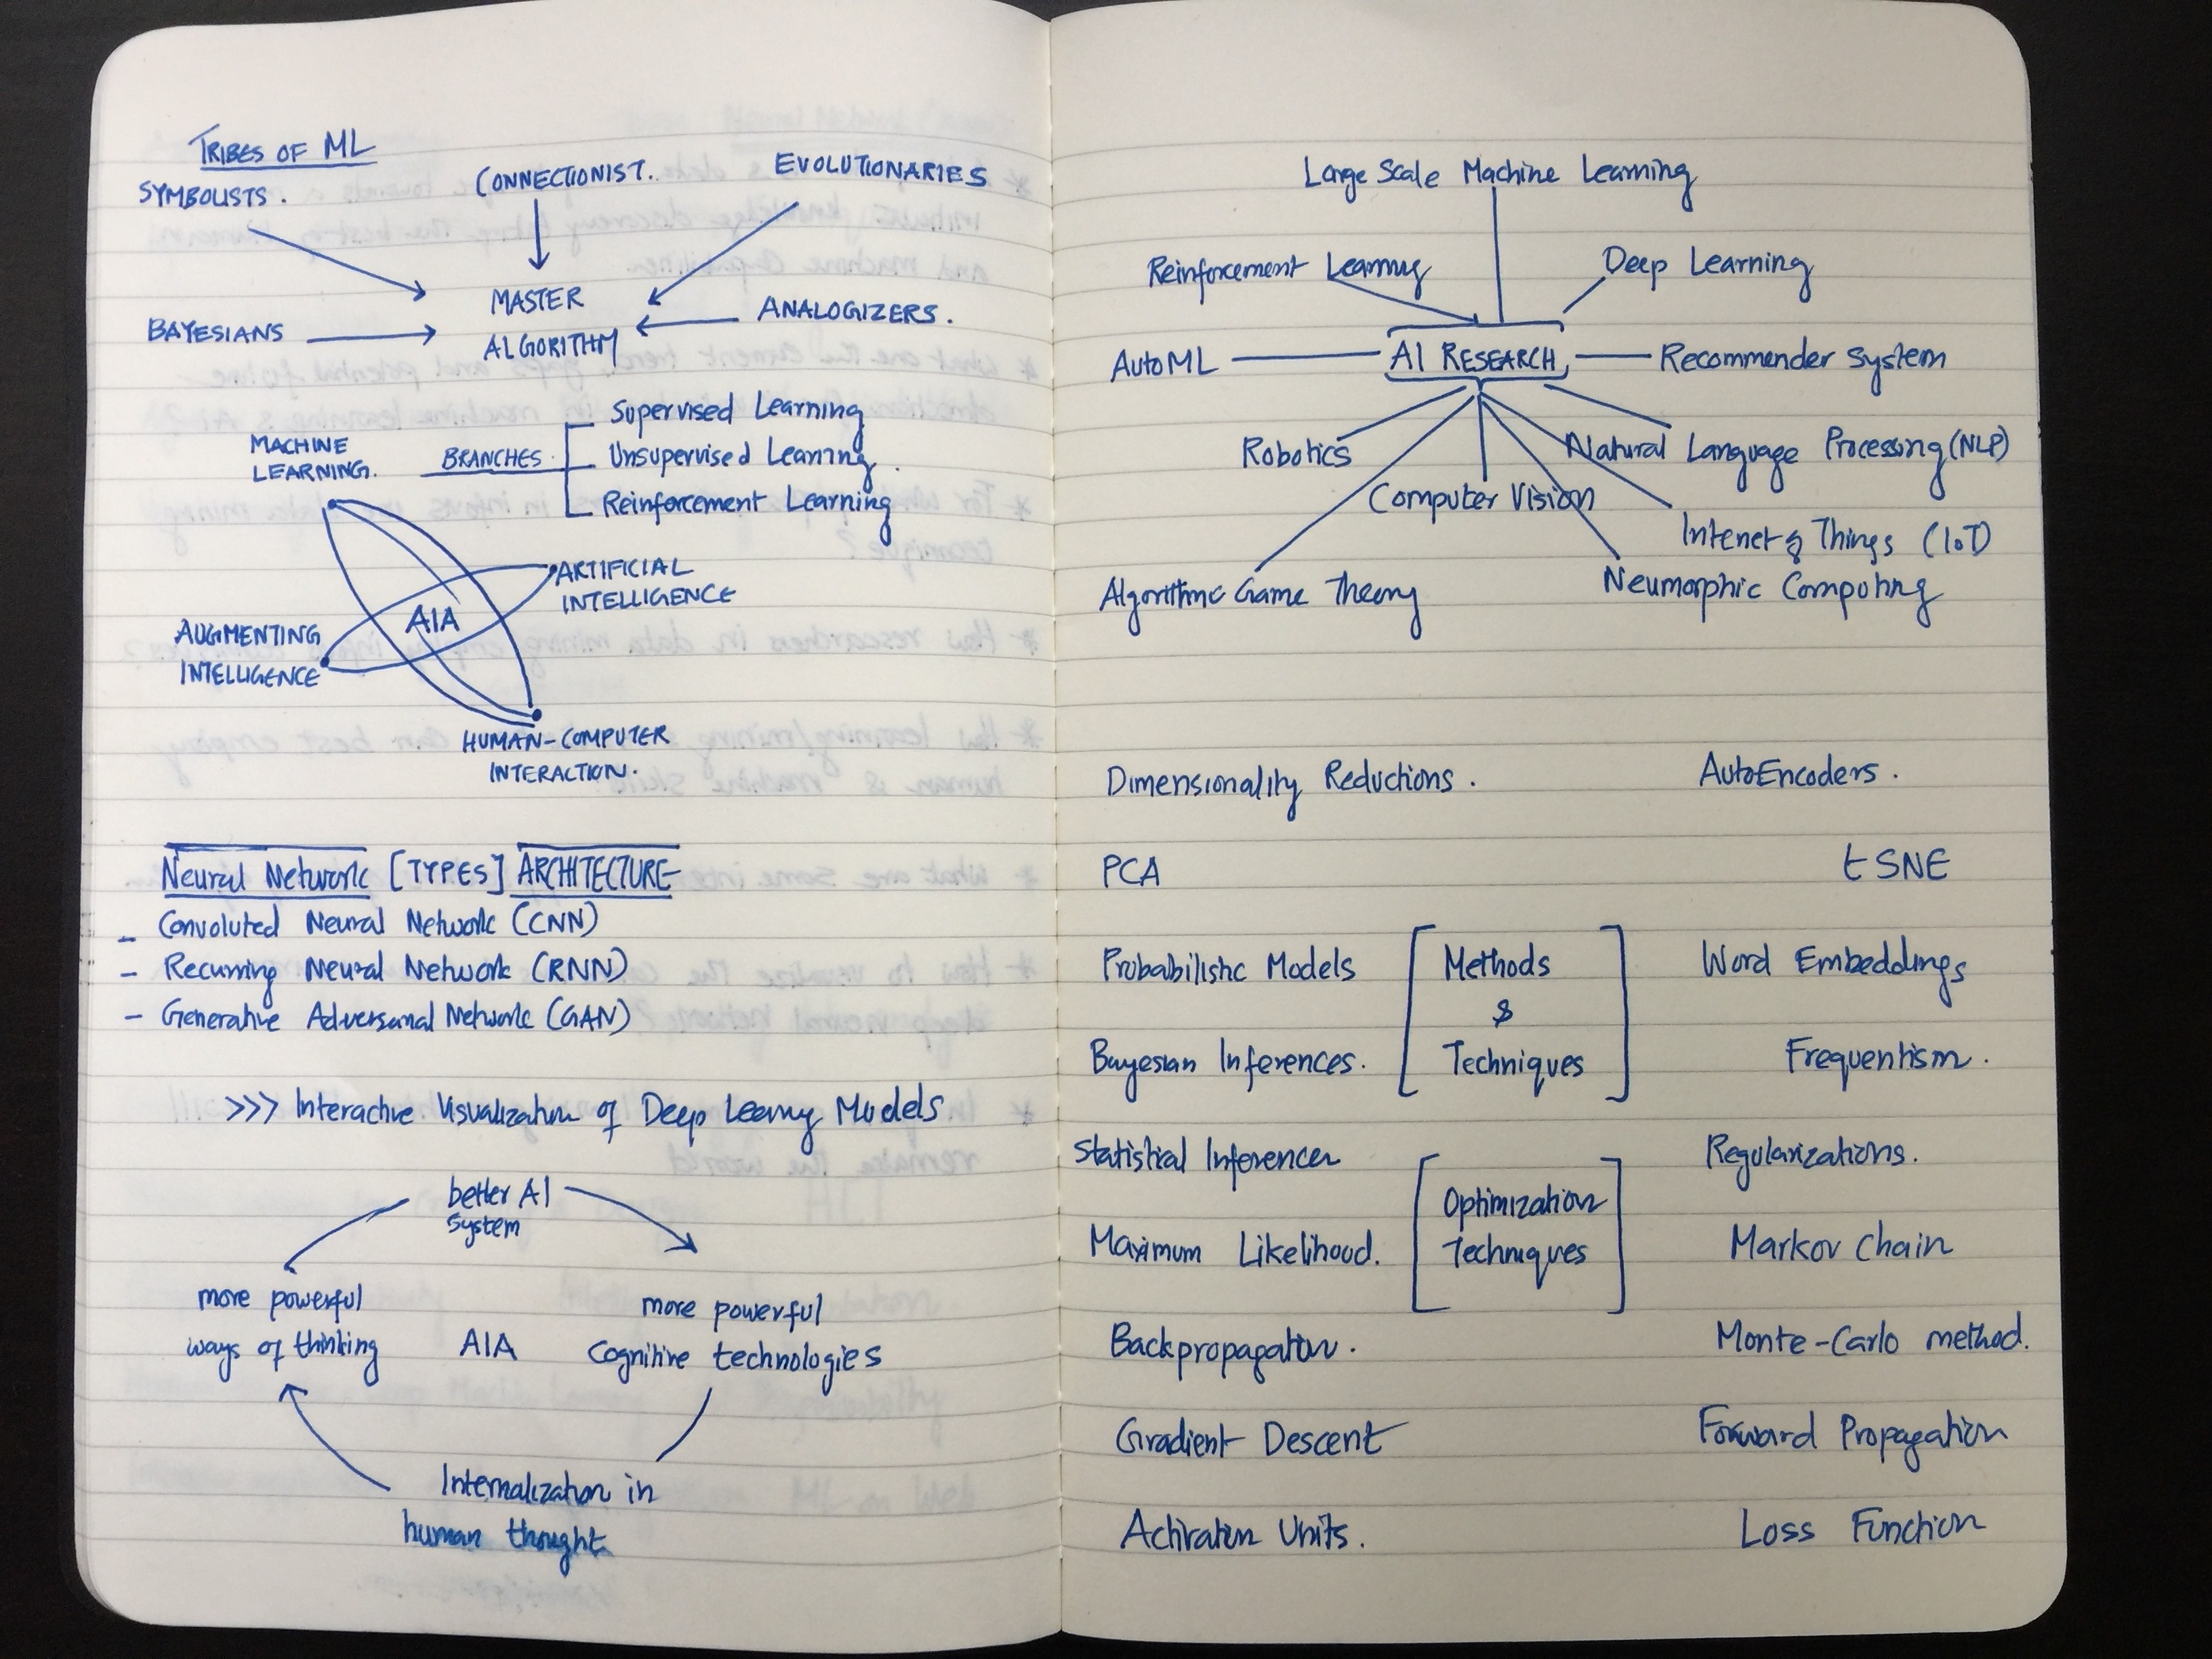 TRIBES OF ML
SYMBOLISTS.
CONNECTIONIST.
EVOLUTIONARIES
MASTER
ALGORITHM
BAYESIANS
ANALOGIZERS.
MACHINE
LEARNING.
BRANCHES
Supervised Learning
Unsupervised Learning.
Reinforcement Learning
ARTIFICIAL
INTELLIGENCE
AIA
AUGMENTING
INTELLIGENCE
HUMAN-COMPUTER
INTERACTION.
Neural Network [TYPES] ARCHITECTURE
- Convoluted Neural Network (CNN)
- Recurring Neural Network (RNN)
- Generative Adversarial Network (GAN)
>>> Interactive Visualization of Deep Learning Models
better AI
system
more powerful
ways of thinking
AIA
more powerful
cognitive technologies
Internalization in
human thought
Large Scale Machine Learning
Reinforcement Learning
Deep Learning
AutoML
AI RESEARCH
Recommender System
Robotics
Natural Language Processing (NLP)
Computer Vision
Internet of Things (IoT)
Algorithmic Game Theory
Neumorphic Computing
Dimensionality Reductions.
AutoEncoders.
PCA
tSNE
Probabilistic Models
Methods
&
Techniques
Word Embeddings
Bayesian Inferences.
Frequentism.
Statistical Inferences
Regularizations.
Optimization
Techniques
Maximum Likelihood.
Markov Chain
Backpropagation.
Monte-Carlo method.
Gradient Descent
Forward Propagation
Activation Units.
Loss Function